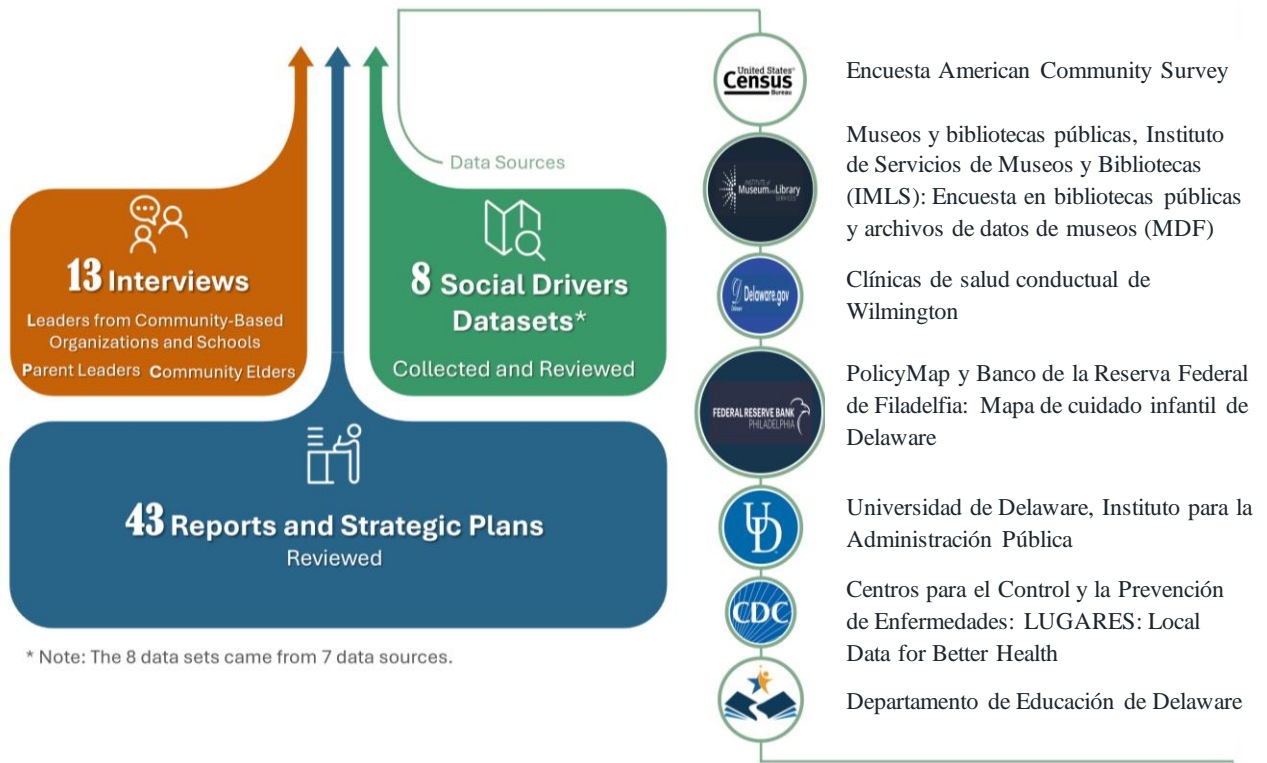 Data Sources
13 Interviews
Leaders from Community-Based
Organizations and Schools
Parent Leaders Community Elders
8 Social Drivers
Datasets*
Collected and Reviewed
43 Reports and Strategic Plans
Reviewed
* Note: The 8 data sets came from 7 data sources.
United States®
Census
Bureau
Encuesta American Community Survey
INSTITUTE of
Museum and Library
SERVICES
Museos y bibliotecas públicas, Instituto
de Servicios de Museos y Bibliotecas
(IMLS): Encuesta en bibliotecas públicas
y archivos de datos de museos (MDF)
Delaware.gov
Clínicas de salud conductual de
Wilmington
FEDERAL RESERVE BANK
PHILADELPHIA
PolicyMap y Banco de la Reserva Federal
de Filadelfia: Mapa de cuidado infantil de
Delaware
UD
Universidad de Delaware, Instituto para la
Administración Pública
CDC
Centros para el Control y la Prevención
de Enfermedades: LUGARES: Local
Data for Better Health
Departamento de Educación de Delaware